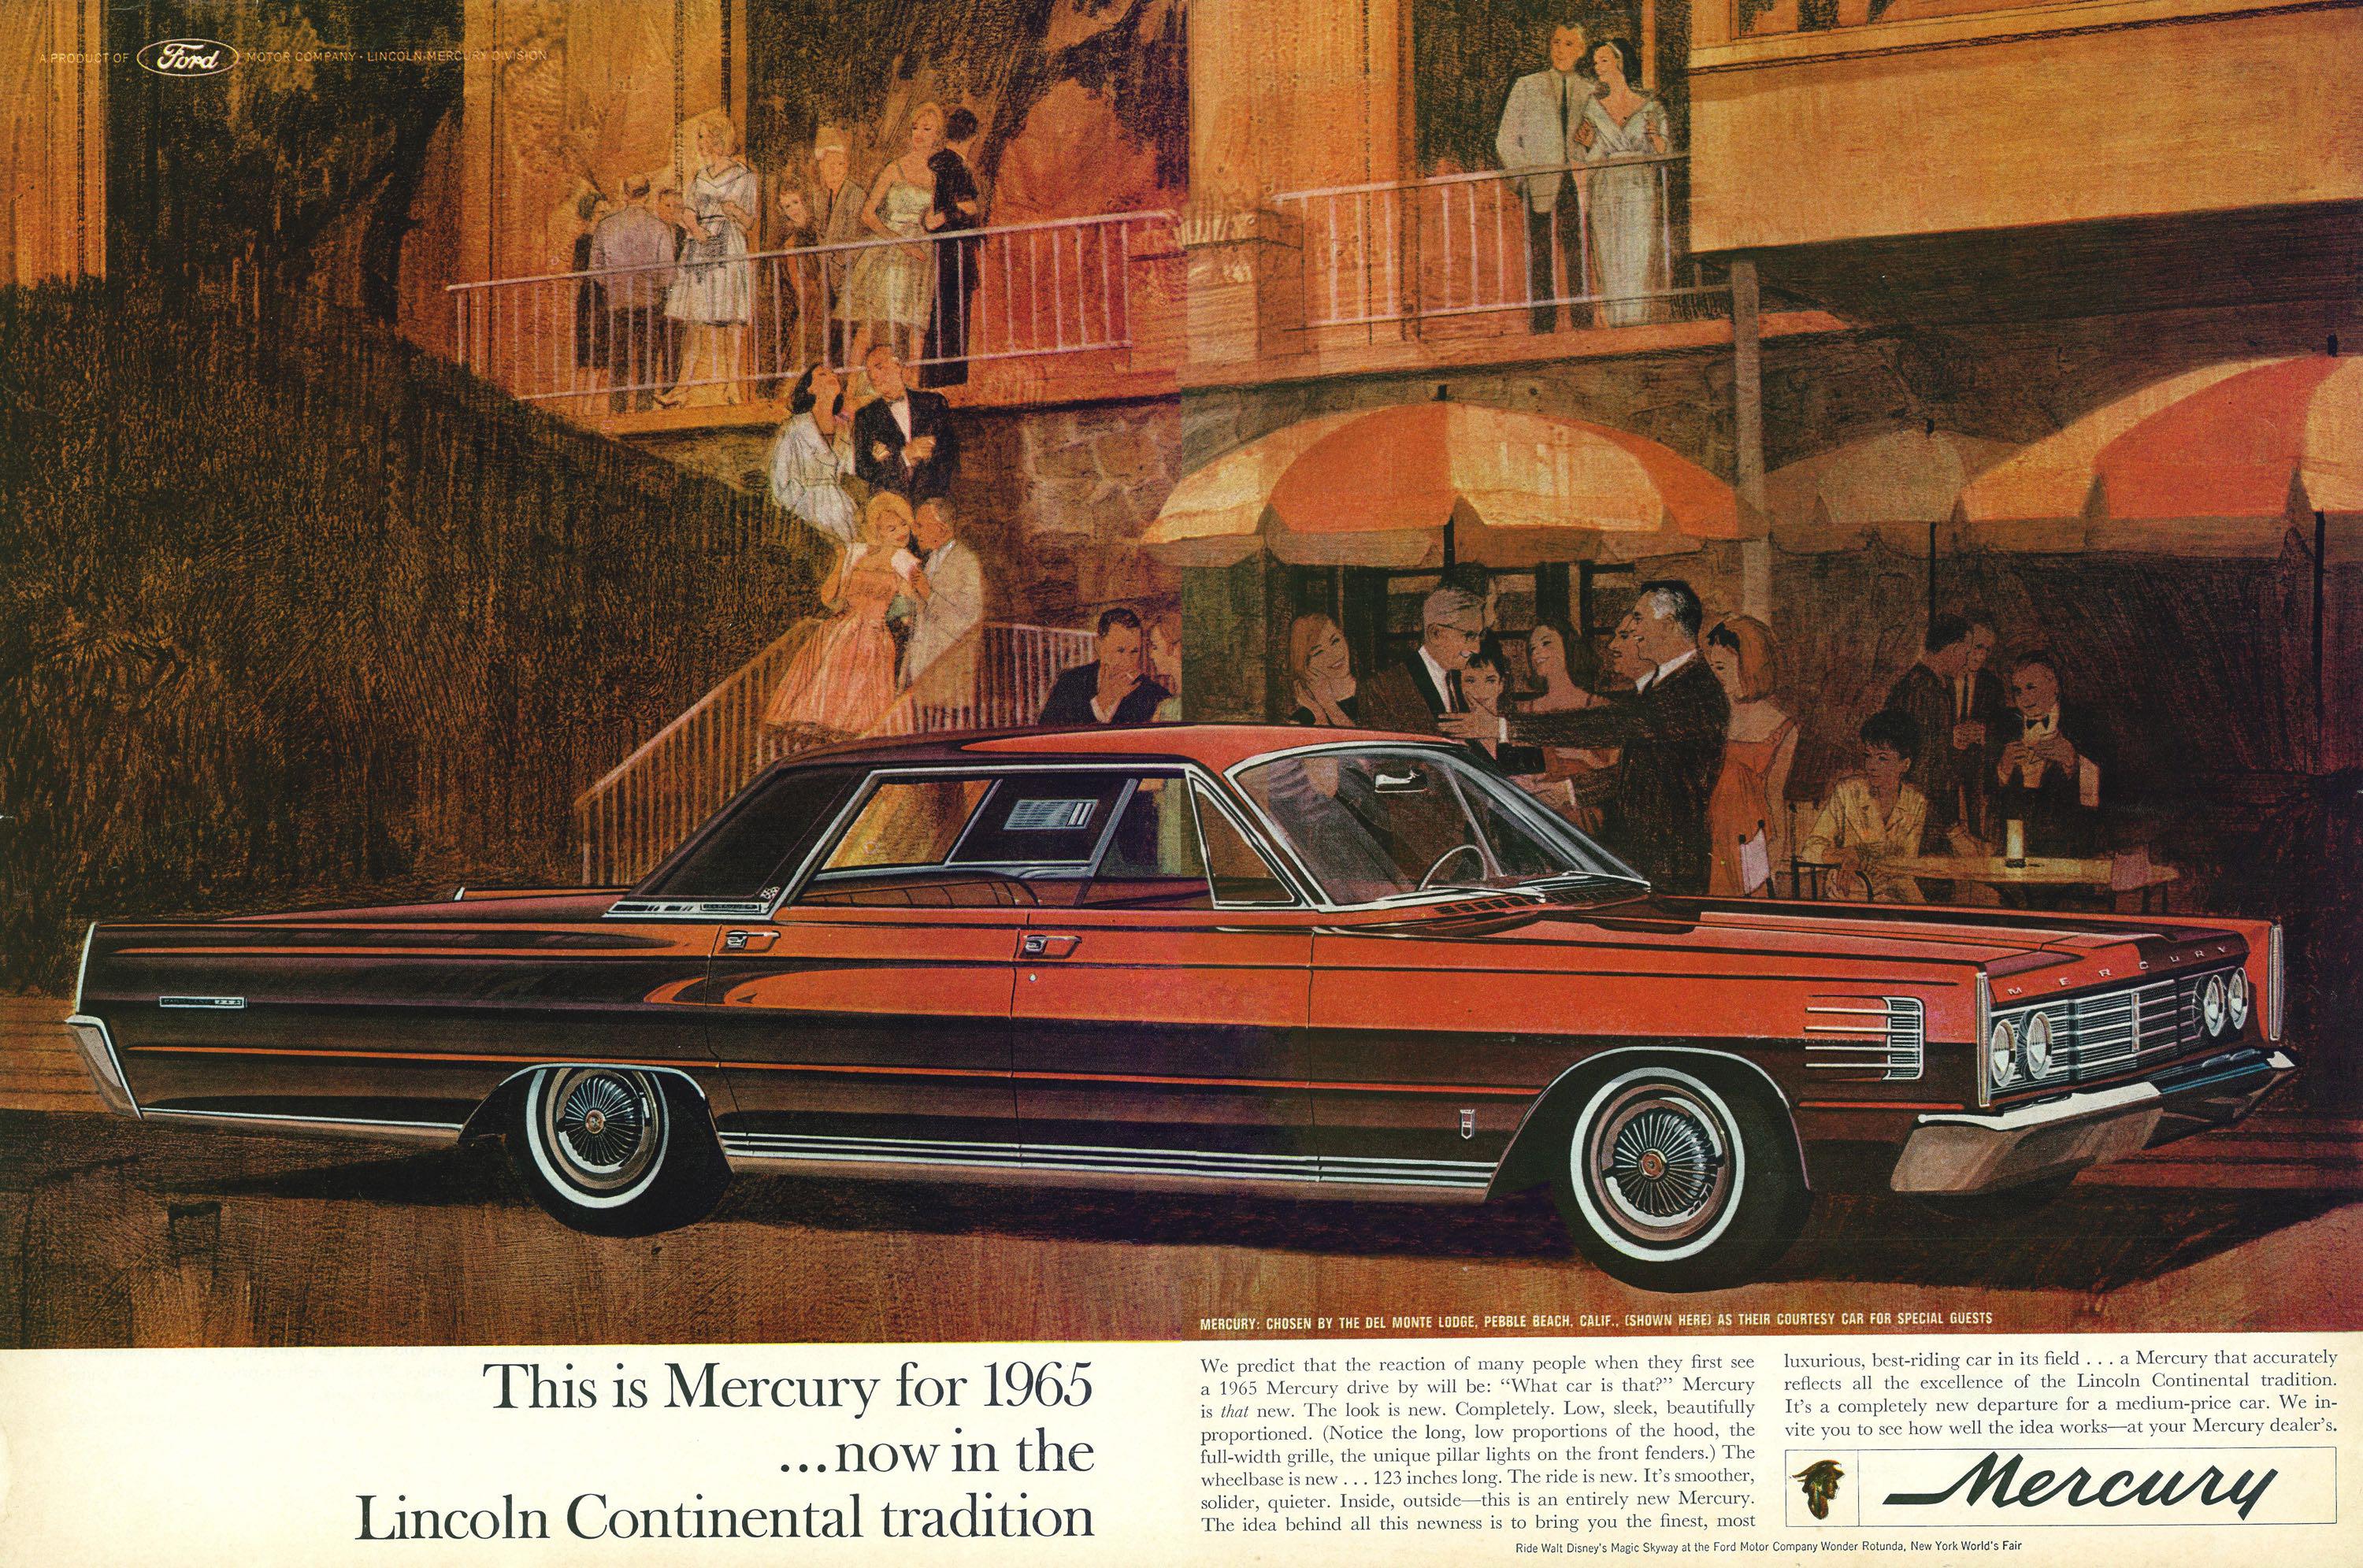 A PRODUCT OF Ford MOTOR COMPANY · LINCOLN-MERCURY DIVISION
MERCURY
MERCURY: CHOSEN BY THE DEL MONTE LODGE, PEBBLE BEACH, CALIF., (SHOWN HERE) AS THEIR COURTESY CAR FOR SPECIAL GUESTS
This is Mercury for 1965
...now in the
Lincoln Continental tradition
We predict that the reaction of many people when they first see
a 1965 Mercury drive by will be: “What car is that?” Mercury
is that new. The look is new. Completely. Low, sleek, beautifully
proportioned. (Notice the long, low proportions of the hood, the
full-width grille, the unique pillar lights on the front fenders.) The
wheelbase is new . . . 123 inches long. The ride is new. It’s smoother,
solider, quieter. Inside, outside—this is an entirely new Mercury.
The idea behind all this newness is to bring you the finest, most
luxurious, best-riding car in its field . . . a Mercury that accurately
reflects all the excellence of the Lincoln Continental tradition.
It’s a completely new departure for a medium-price car. We in-
vite you to see how well the idea works—at your Mercury dealer’s.
Mercury
Ride Walt Disney’s Magic Skyway at the Ford Motor Company Wonder Rotunda, New York World’s Fair